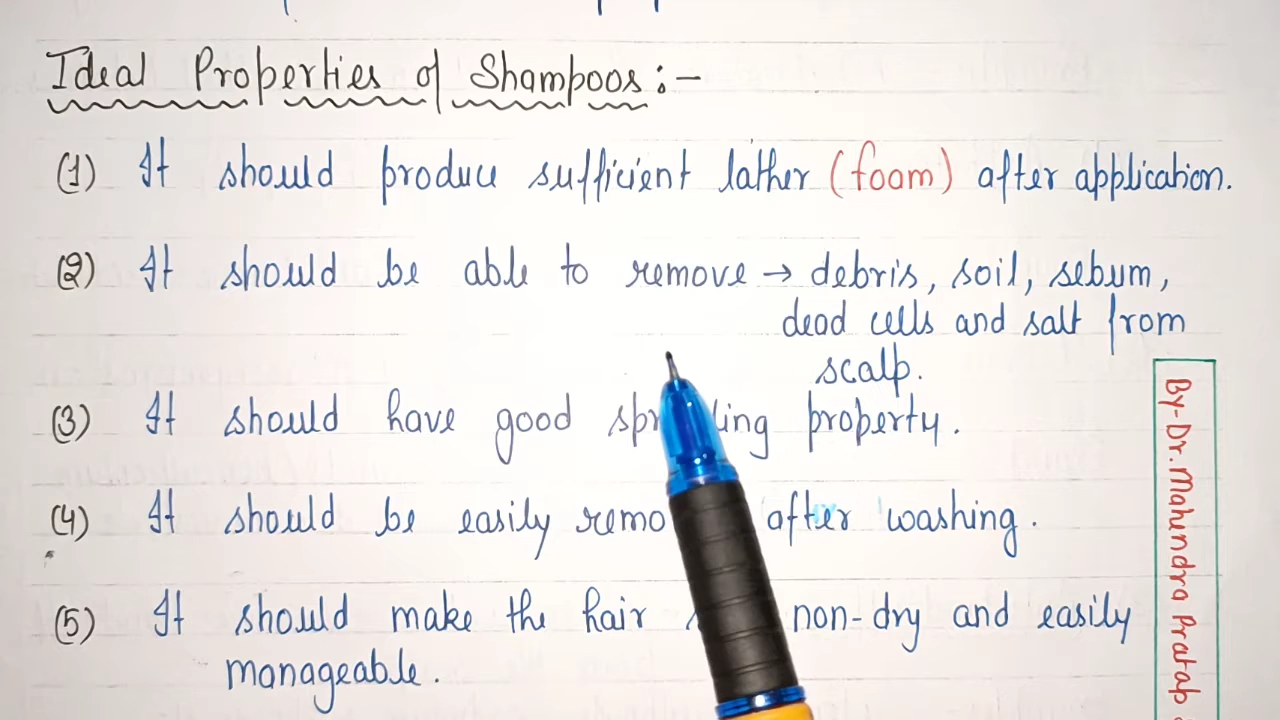 Ideal Properties of Shampoos :-
(1) It should produce sufficient lather (foam) after application.
(2) It should be able to remove → debris, soil, sebum,
dead cells and salt from
scalp.
(3) It should have good property.
(4) It should be easily after washing.
(5) It should make the hair non-dry and easily
manageable.
By-Dr. Mahendra Pratap